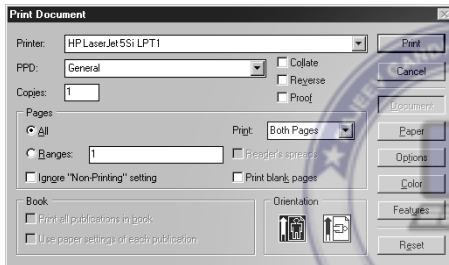 Print Document
Printer: HP LaserJet 5Si LPT1 Print
PPD: General Collate Cancel
Reverse
Copies: 1 Proof Document
Pages
All Print: Both Pages Paper
Ranges: 1 Reader's spreads Options
Ignore "Non-Printing" setting Print blank pages Color
Book Orientation Features
Print all publications in book
Use paper settings of each publication Reset